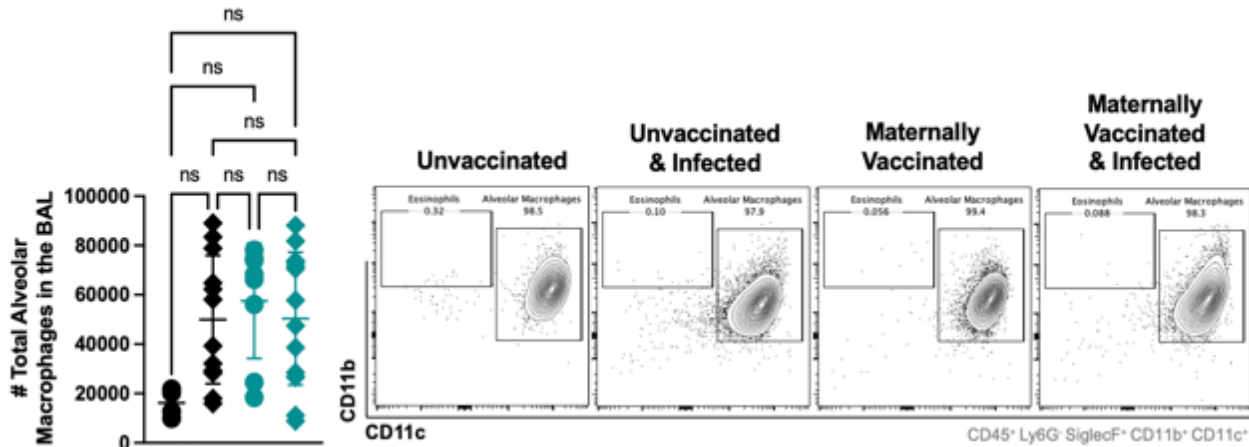 ns
ns
ns
ns
ns
ns
# Total Alveolar
Macrophages in the BAL
100000
80000
60000
40000
20000
0
Unvaccinated
Unvaccinated
& Infected
Maternally
Vaccinated
Maternally
Vaccinated
& Infected
Eosinophils
0.32
Alveolar Macrophages
98.5
Eosinophils
0.10
Alveolar Macrophages
97.9
Eosinophils
0.056
Alveolar Macrophages
99.4
Eosinophils
0.088
Alveolar Macrophages
98.3
CD11b
CD11c
CD45⁺ Ly6G⁻ SiglecF⁺ CD11b⁺ CD11c⁺